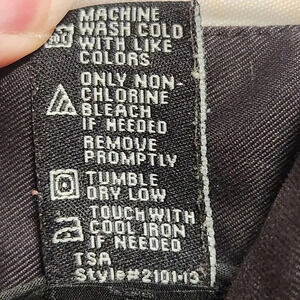 MACHINE
WASH COLD
WITH LIKE
COLORS
ONLY NON-
CHLORINE
BLEACH
IF NEEDED
REMOVE
PROMPTLY
TUMBLE
DRY LOW
TOUCH WITH
COOL IRON
IF NEEDED
TSA
Style#2101-13